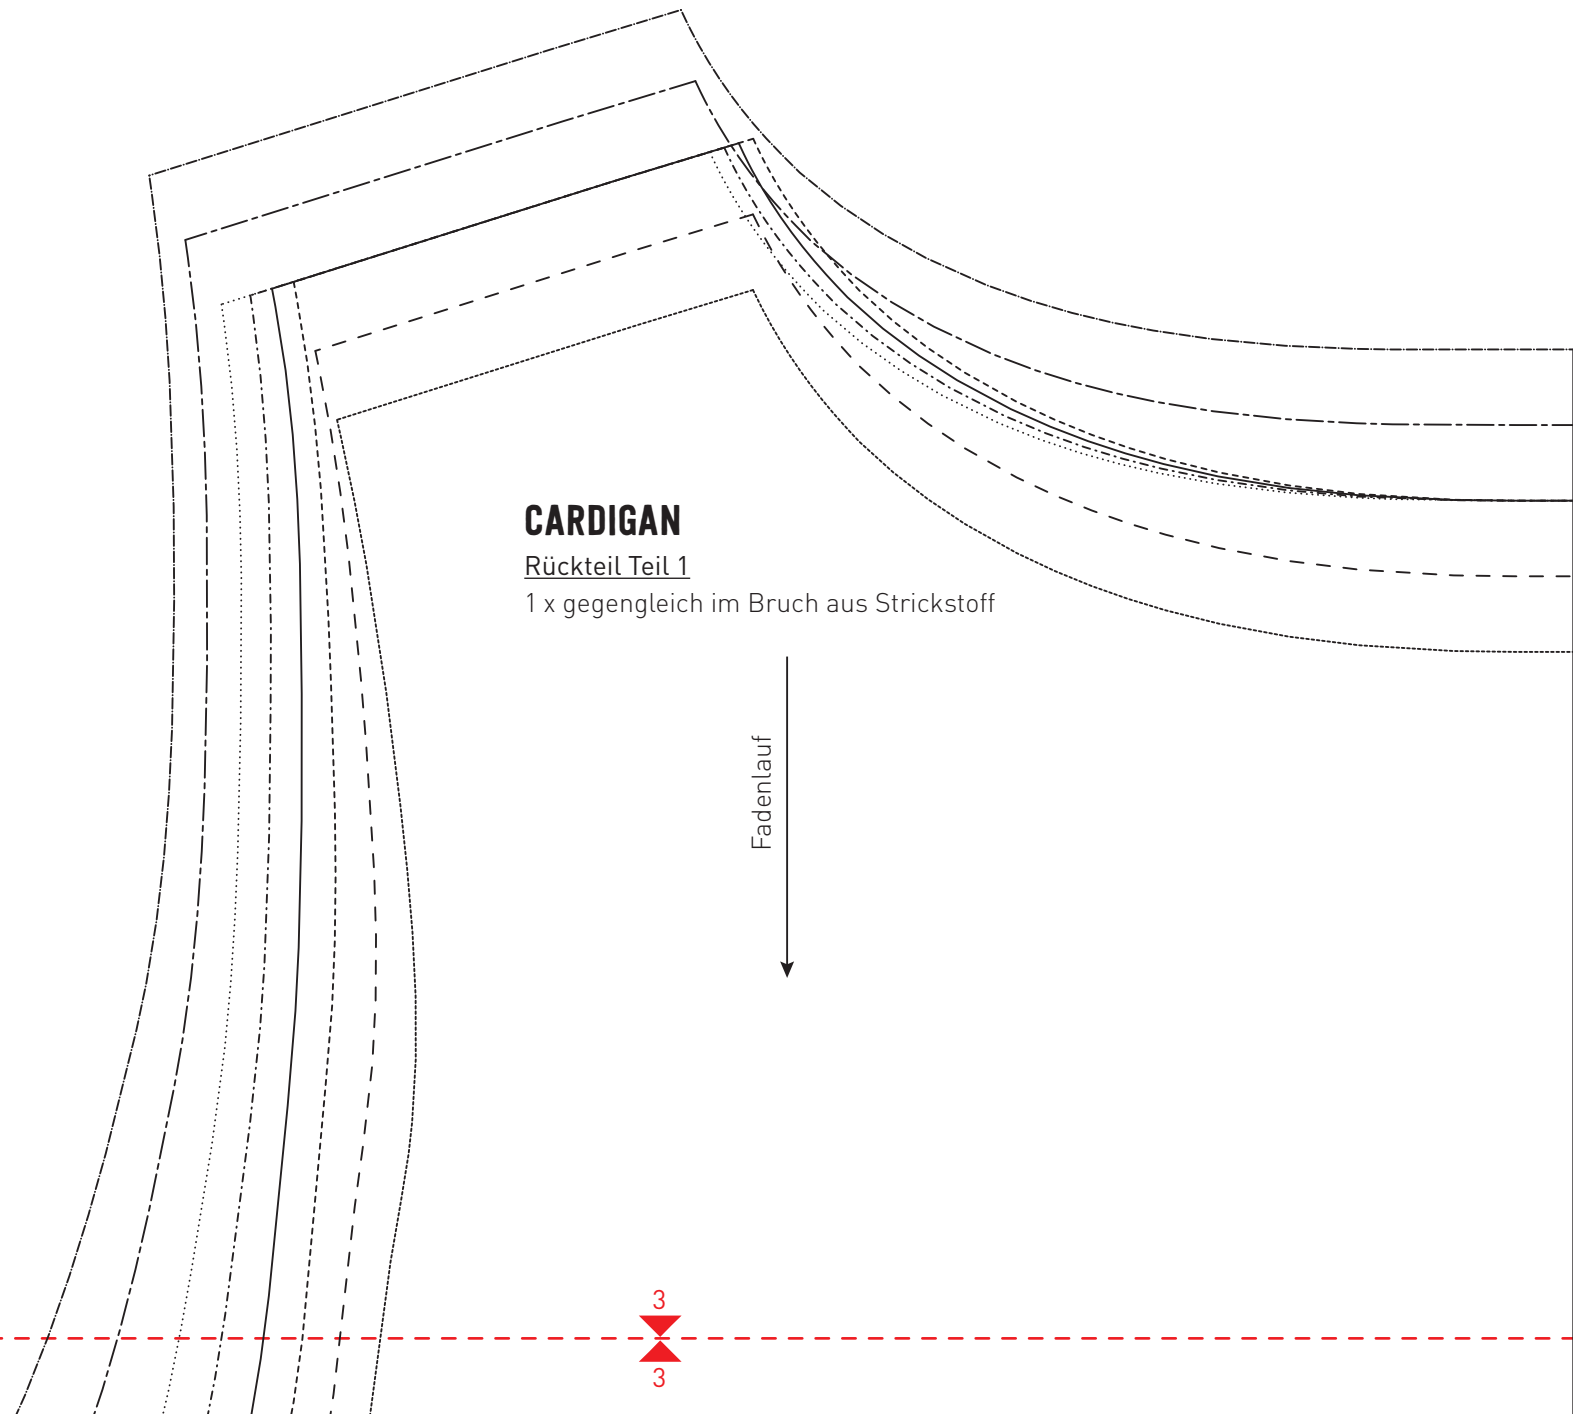 CARDIGAN
Rückteil Teil 1
1 x gegengleich im Bruch aus Strickstoff
Fadenlauf
3
3